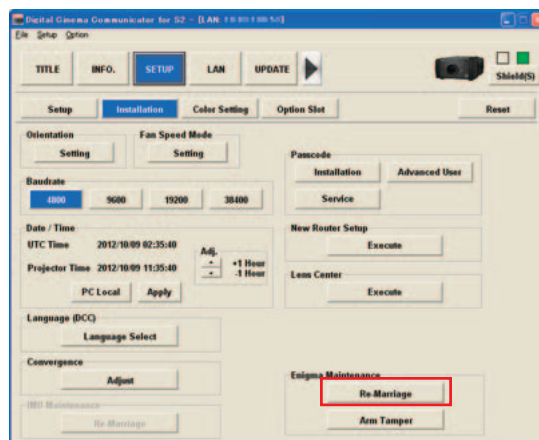 Digital Cinema Communicator for S2 - [LAN:
File Setup Option
TITLE INFO. SETUP LAN UPDATE Shield(S)
Setup Installation Color Setting Option Slot Reset
Orientation Fan Speed Mode
Setting Setting
Passcode
Installation Advanced User
Service
Baudrate
4800 9600 19200 38400
Date / Time
UTC Time 2012/10/09 02:35:40
Projector Time 2012/10/09 11:35:40
Adj. +1 Hour
-1 Hour
PC Local Apply
New Router Setup
Execute
Lens Center
Execute
Language (DCC)
Language Select
Convergence
Adjust
IMB Maintenance
Re-Marriage
Enigma Maintenance
Re-Marriage
Arm Tamper